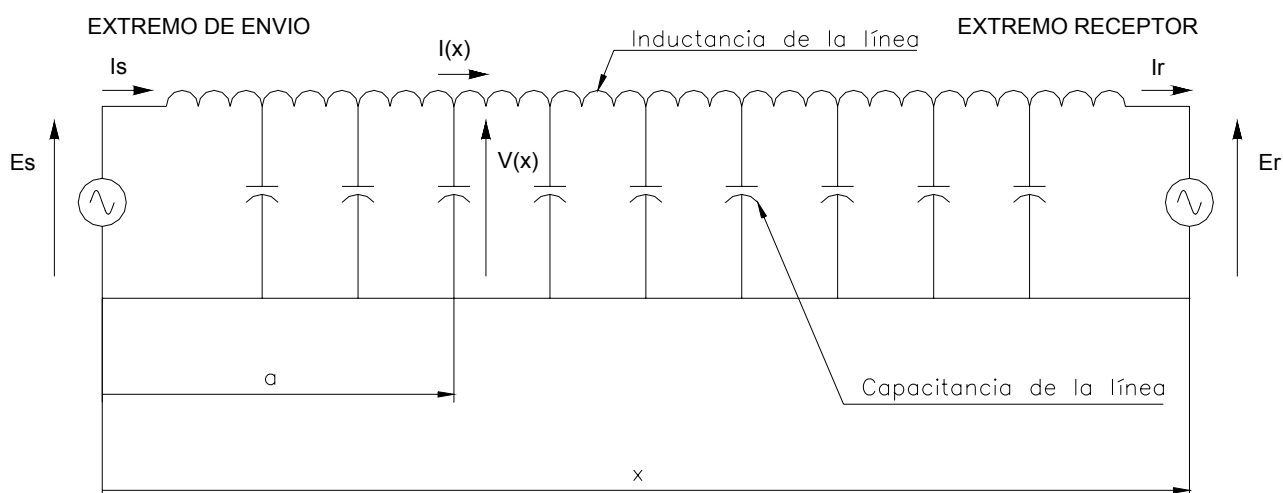 EXTREMO DE ENVIO
EXTREMO RECEPTOR
Inductancia de la línea
Is
I(x)
Ir
Es
V(x)
Er
a
Capacitancia de la línea
x